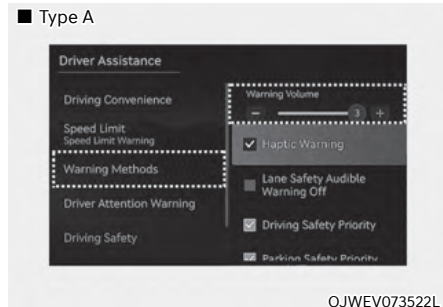 ■ Type A
Driver Assistance
Driving Convenience
Speed Limit
Speed Limit Warning
Warning Methods
Driver Attention Warning
Driving Safety
Warning Volume
− 3 +
Haptic Warning
Lane Safety Audible
Warning Off
Driving Safety Priority
Parking Safety Priority
OJWEV073522L